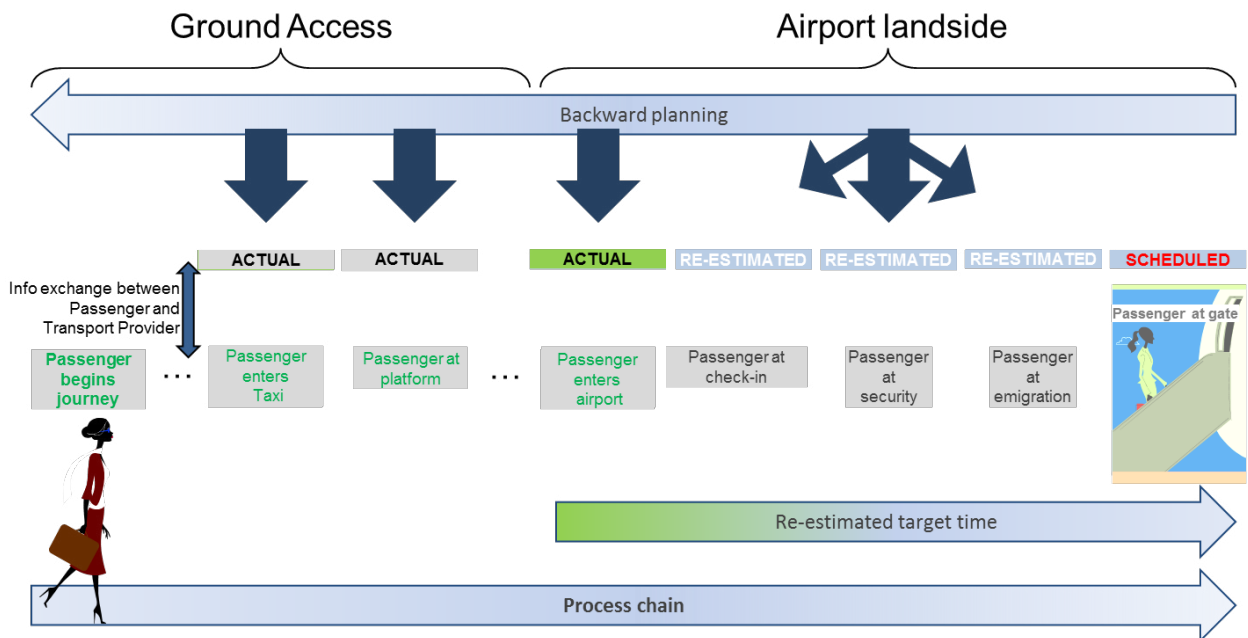 Ground Access
Airport landside
Backward planning
ACTUAL
ACTUAL
ACTUAL
RE-ESTIMATED
RE-ESTIMATED
RE-ESTIMATED
SCHEDULED
Info exchange between
Passenger and
Transport Provider
Passenger
begins
journey
...
Passenger
enters
Taxi
Passenger at
platform
...
Passenger
enters
airport
Passenger at
check-in
Passenger
at
security
Passenger
at
emigration
Passenger at gate
Re-estimated target time
Process chain